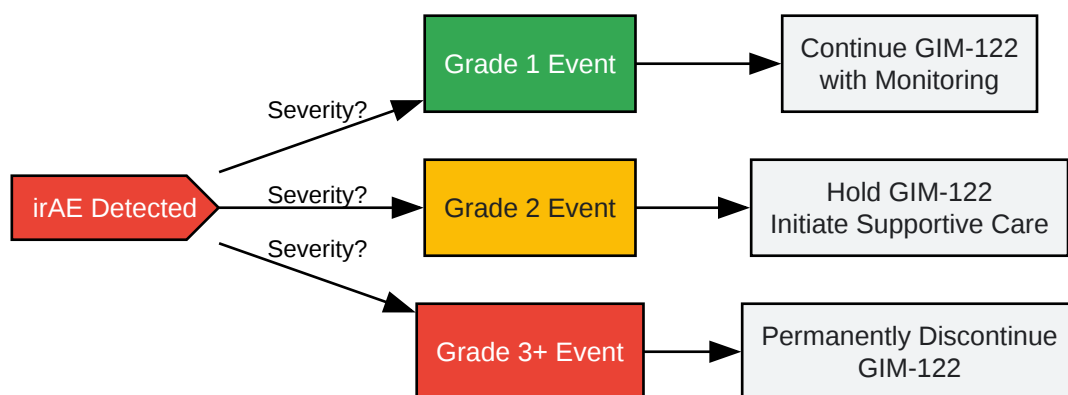 irAE Detected
Severity?
Grade 1 Event
Continue GIM-122
with Monitoring
Severity?
Grade 2 Event
Hold GIM-122
Initiate Supportive Care
Severity?
Grade 3+ Event
Permanently Discontinue
GIM-122